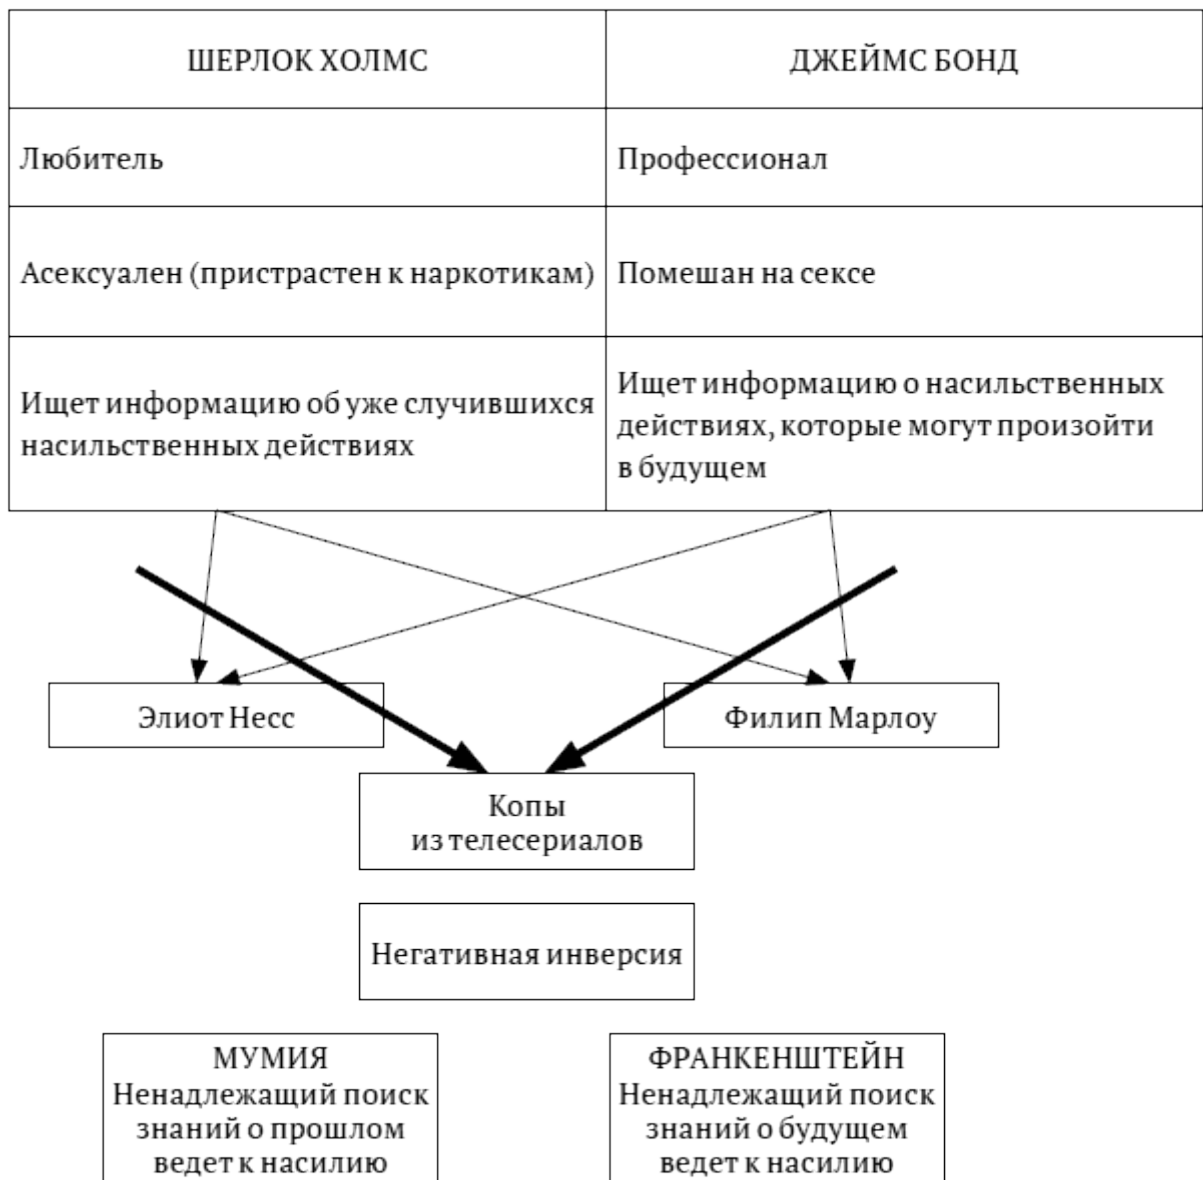 ШЕРЛОК ХОЛМС
ДЖЕЙМС БОНД
Любитель
Профессионал
Асексуален (пристрастен к наркотикам)
Помешан на сексе
Ищет информацию об уже случившихся
насильственных действиях
Ищет информацию о насильственных
действиях, которые могут произойти
в будущем
Элиот Несс
Филип Марлоу
Копы
из телесериалов
Негативная инверсия
МУМИЯ
Ненадлежащий поиск
знаний о прошлом
ведет к насилию
ФРАНКЕНШТЕЙН
Ненадлежащий поиск
знаний о будущем
ведет к насилию